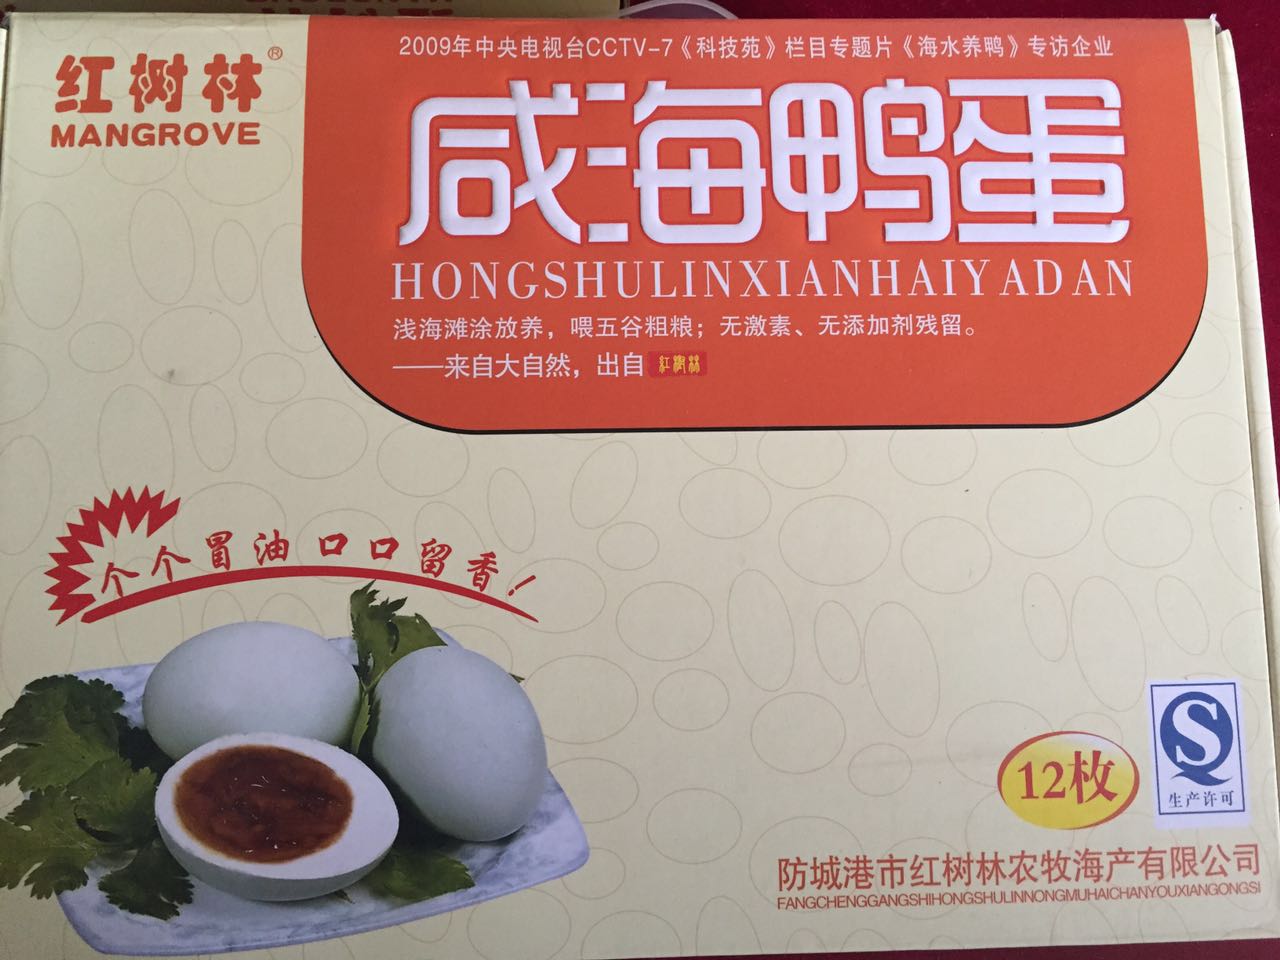 红树林®
MANGROVE
2009年中央电视台CCTV-7《科技苑》栏目专题片《海水养鸭》专访企业
咸海鸭蛋
HONGSHULINXIANHAIYADAN
浅海滩涂放养，喂五谷粗粮；无激素、无添加剂残留。
——来自大自然，出自 红树林
个个冒油 口口留香！
12枚
S
生产许可
防城港市红树林农牧海产有限公司
FANGCHENGGANGSHIHONGSHULINNONGMUHAICHANYOUXIANGONGSI